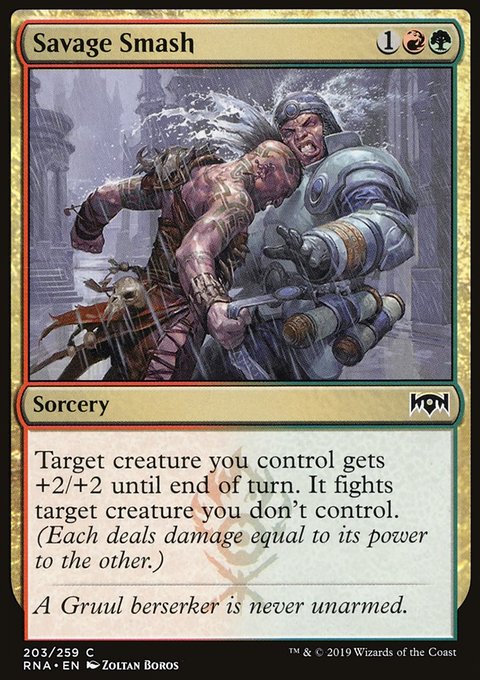 Savage Smash 1
Sorcery
Target creature you control gets
+2/+2 until end of turn. It fights
target creature you don't control.
(Each deals damage equal to its power
to the other.)
A Gruul berserker is never unarmed.
203/259 C
RNA • EN Zoltan Boros
™ & © 2019 Wizards of the Coast